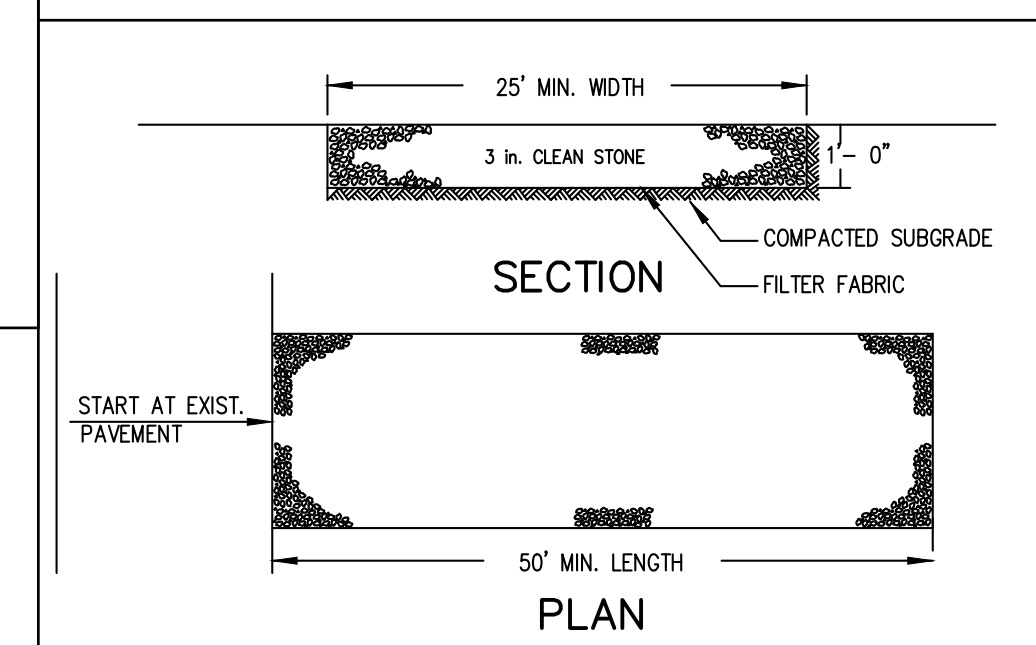 25' MIN. WIDTH
3 in. CLEAN STONE
1'- 0"
COMPACTED SUBGRADE
FILTER FABRIC
SECTION
START AT EXIST.
PAVEMENT
50' MIN. LENGTH
PLAN